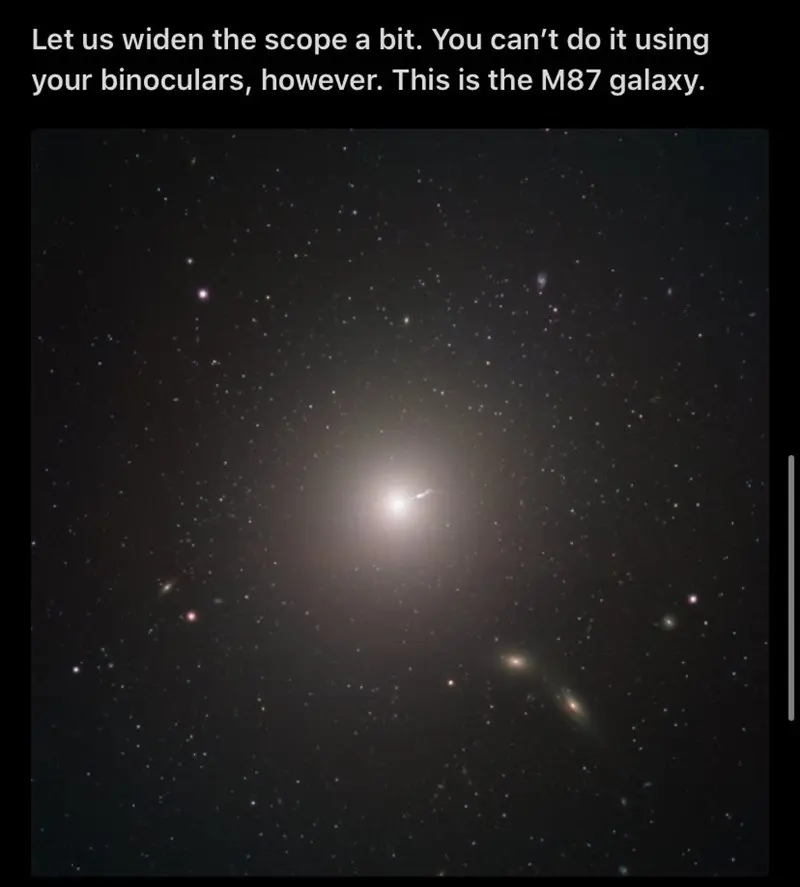 Let us widen the scope a bit. You can’t do it using
your binoculars, however. This is the M87 galaxy.